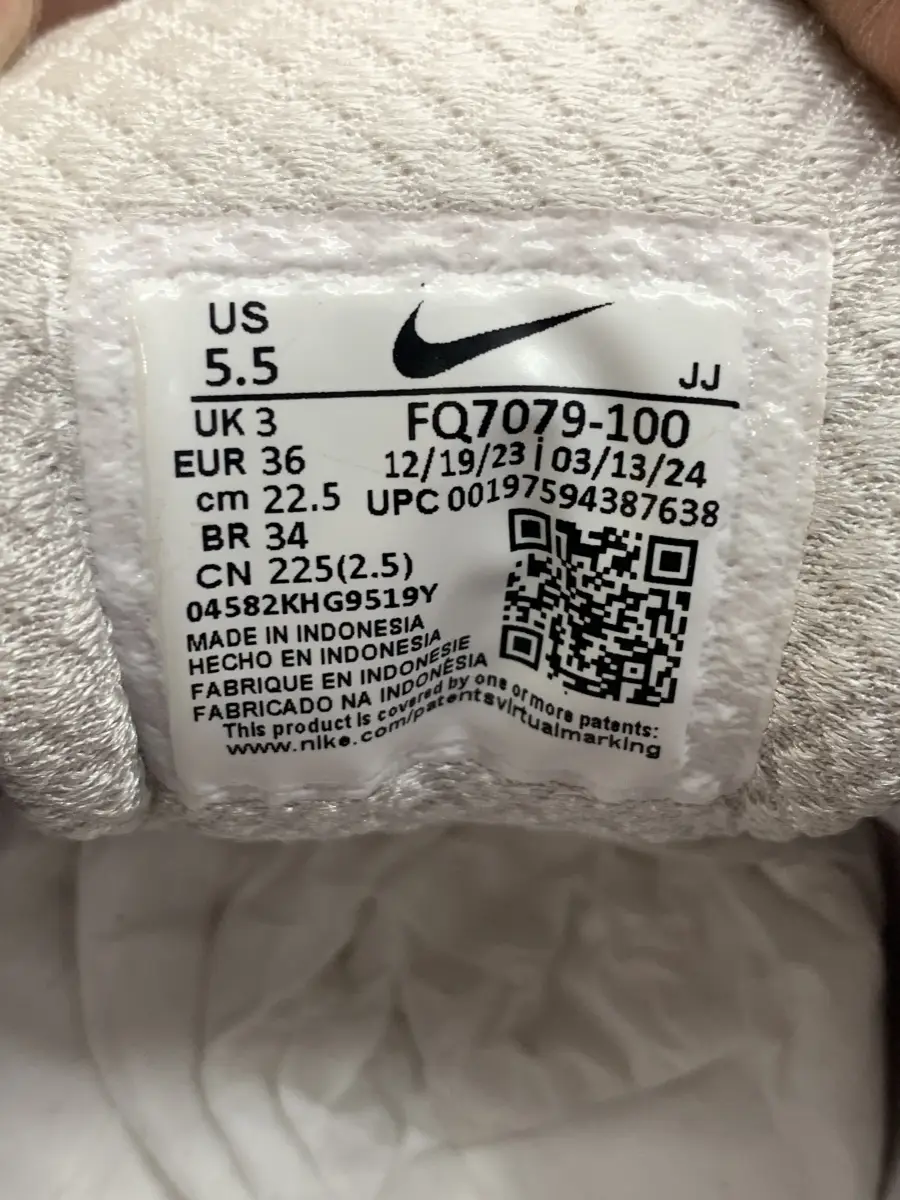 US
5.5
JJ
UK 3
FQ7079-100
EUR 36
12/19/23 | 03/13/24
cm 22.5
UPC 00197594387638
BR 34
CN 225(2.5)
04582KHG9519Y
MADE IN INDONESIA
HECHO EN INDONESIA
FABRIQUE EN INDONESIE
FABRICADO NA INDONÉSIA
This product is covered by one or more patents:
www.nike.com/patentsvirtualmarking